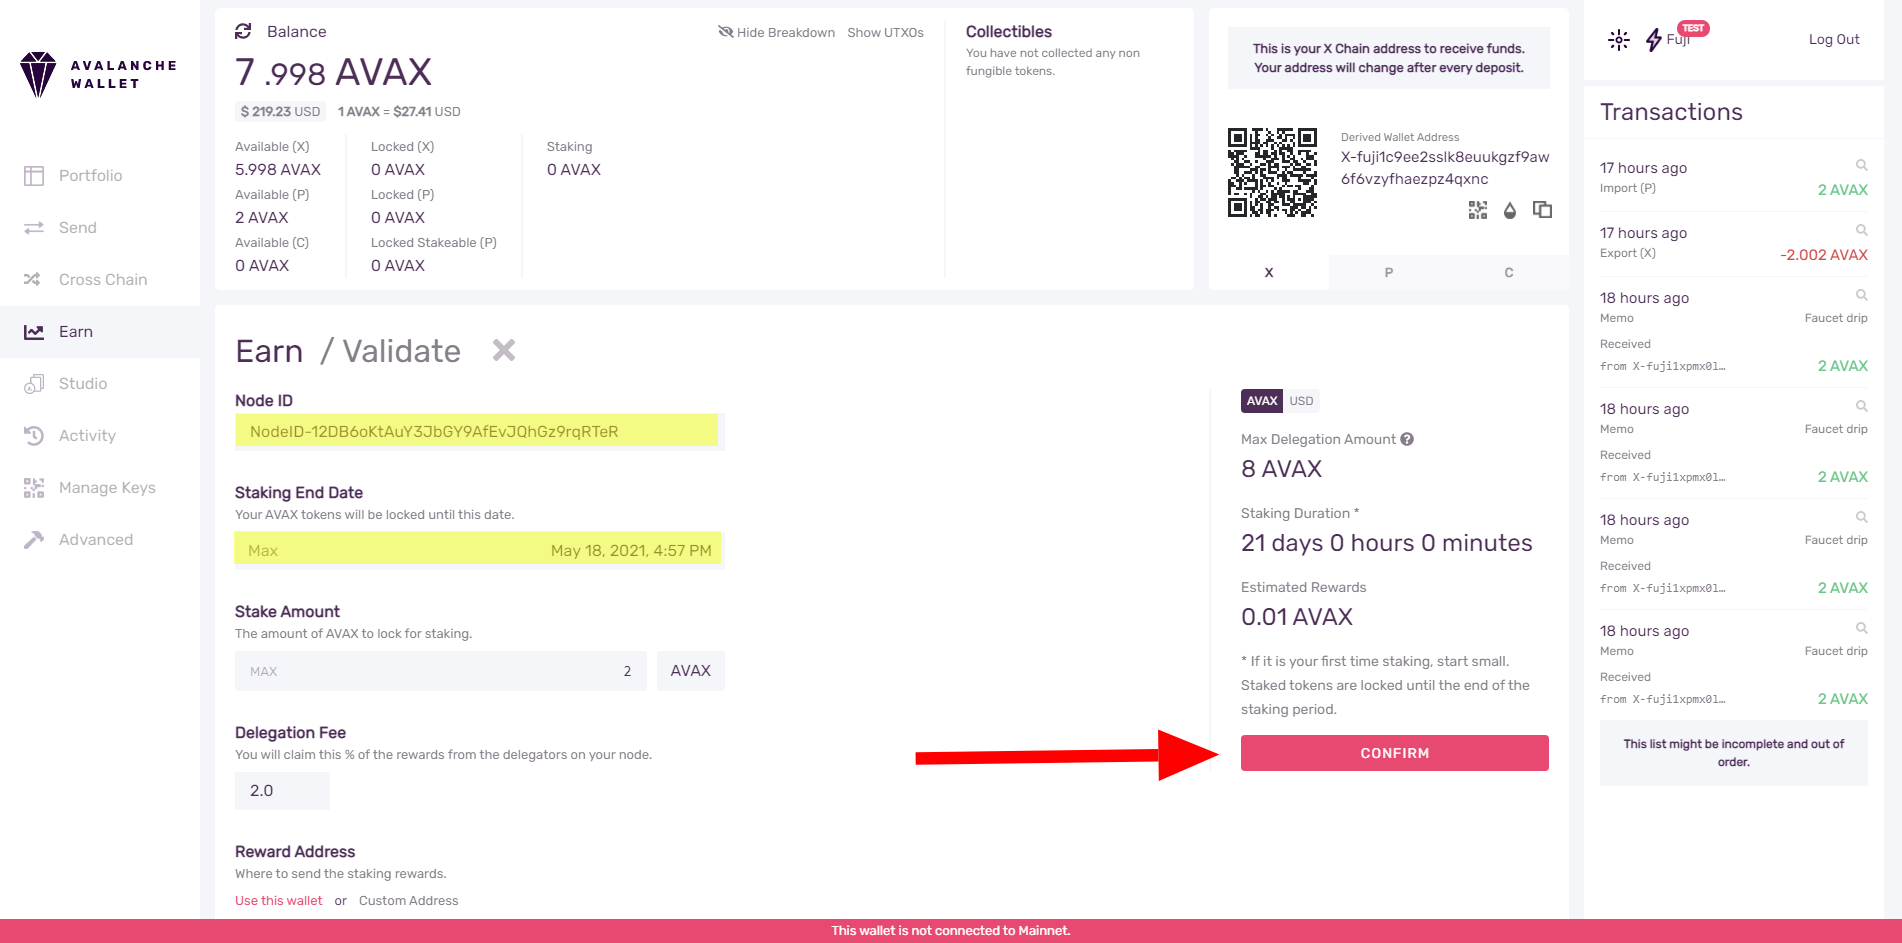 AVALANCHE
WALLET
Portfolio
Send
Cross Chain
Earn
Studio
Activity
Manage Keys
Advanced
Balance
Hide Breakdown
Show UTXOs
7 .998 AVAX
$ 219.23 USD
1 AVAX = $27.41 USD
Available (X)
5.998 AVAX
Available (P)
2 AVAX
Available (C)
0 AVAX
Locked (X)
0 AVAX
Locked (P)
0 AVAX
Locked Stakeable (P)
0 AVAX
Staking
0 AVAX
Collectibles
You have not collected any non
fungible tokens.
This is your X Chain address to receive funds.
Your address will change after every deposit.
Derived Wallet Address
X-fuji1c9ee2sslk8euukgzf9aw
6f6vzyfhaezpz4qxnc
X
P
C
Earn / Validate
Node ID
NodeID-12DB6oKtAuY3JbGY9AfEvJQhGz9rqRTeR
Staking End Date
Your AVAX tokens will be locked until this date.
Max
May 18, 2021, 4:57 PM
Stake Amount
The amount of AVAX to lock for staking.
MAX
2
AVAX
Delegation Fee
You will claim this % of the rewards from the delegators on your node.
2.0
Reward Address
Where to send the staking rewards.
Use this wallet or Custom Address
AVAX
USD
Max Delegation Amount ?
8 AVAX
Staking Duration *
21 days 0 hours 0 minutes
Estimated Rewards
0.01 AVAX
* If it is your first time staking, start small.
Staked tokens are locked until the end of the
staking period.
CONFIRM
TEST
Fuji
Log Out
Transactions
17 hours ago
Import (P)
2 AVAX
17 hours ago
Export (X)
-2.002 AVAX
18 hours ago
Memo
Faucet drip
Received
from X-fuji1xpmx0l…
2 AVAX
18 hours ago
Memo
Faucet drip
Received
from X-fuji1xpmx0l…
2 AVAX
18 hours ago
Memo
Faucet drip
Received
from X-fuji1xpmx0l…
2 AVAX
18 hours ago
Memo
Faucet drip
Received
from X-fuji1xpmx0l…
2 AVAX
This list might be incomplete and out of
order.
This wallet is not connected to Mainnet.